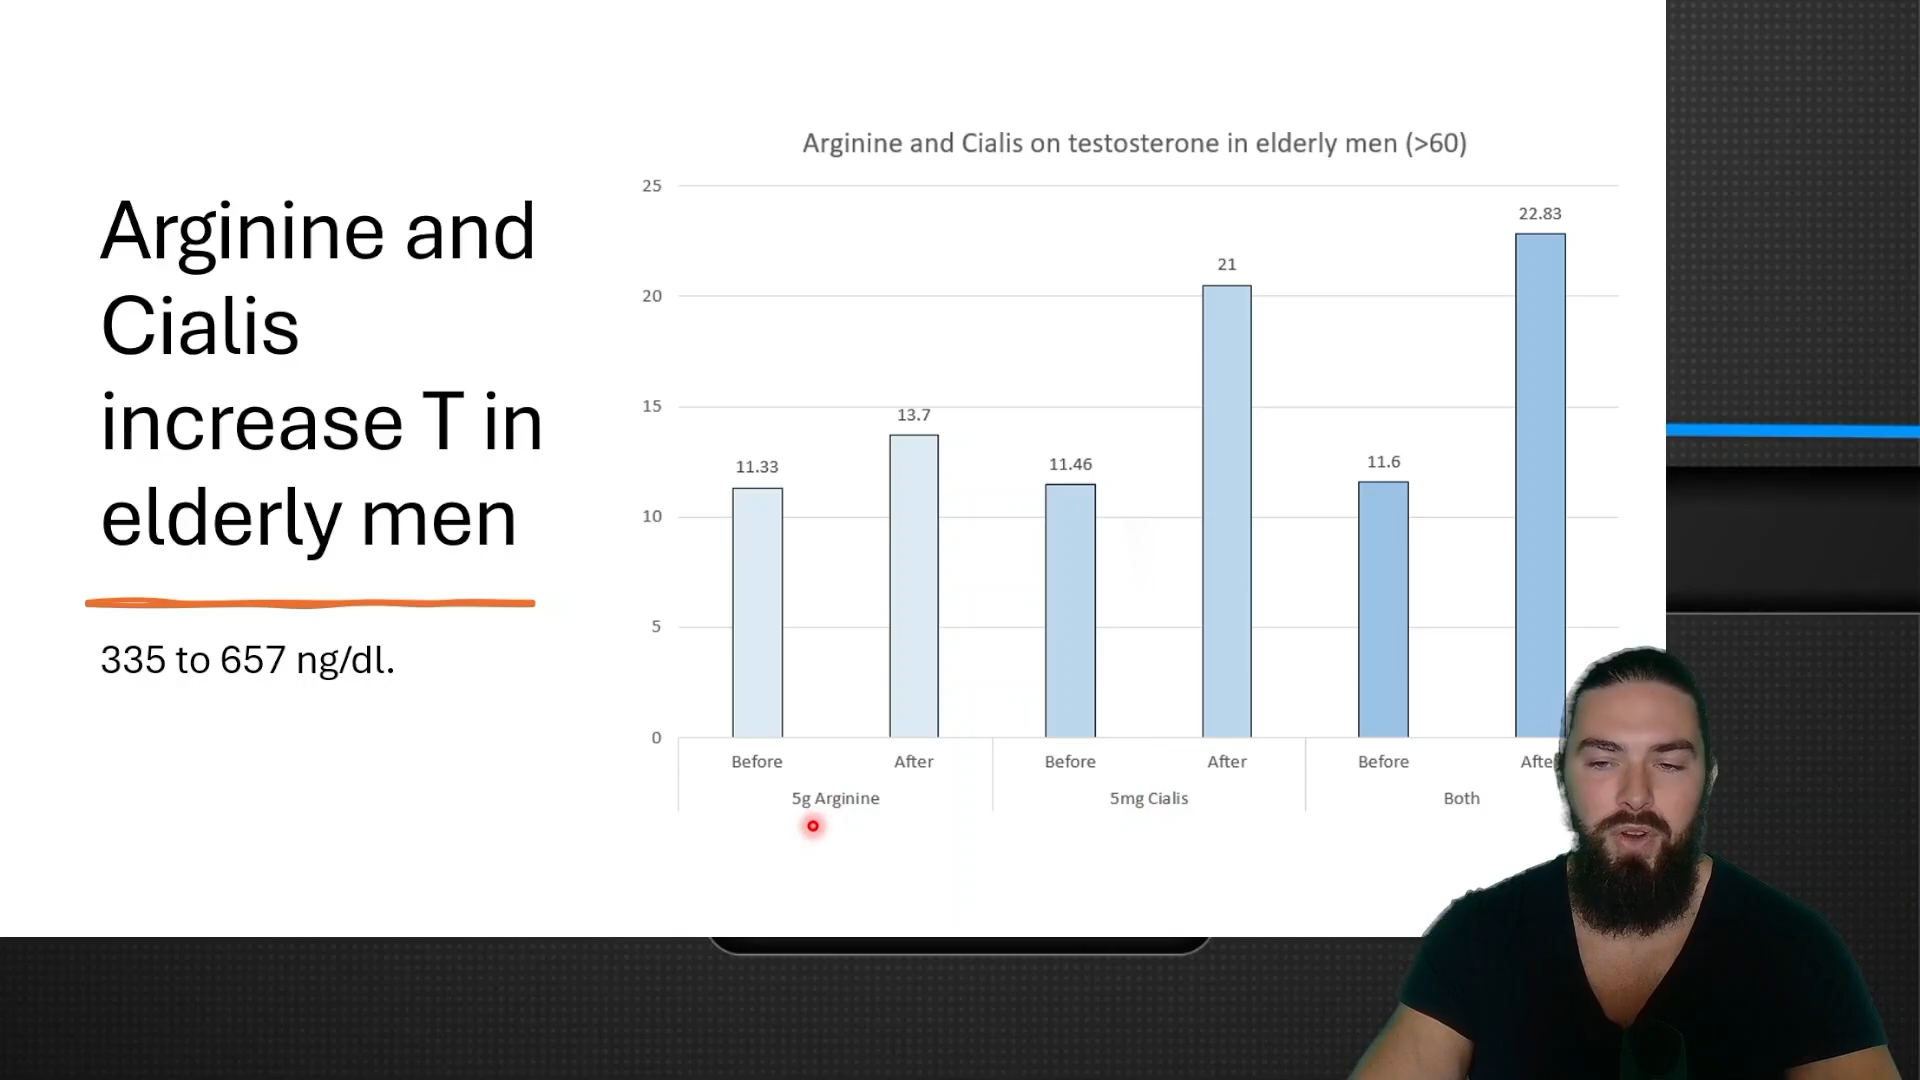 Arginine and
Cialis
increase T in
elderly men
335 to 657 ng/dl.
Arginine and Cialis on testosterone in elderly men (>60)
25
20
15
10
5
0
11.33
13.7
11.46
21
11.6
22.83
Before After Before After Before Afte
5g Arginine 5mg Cialis Both